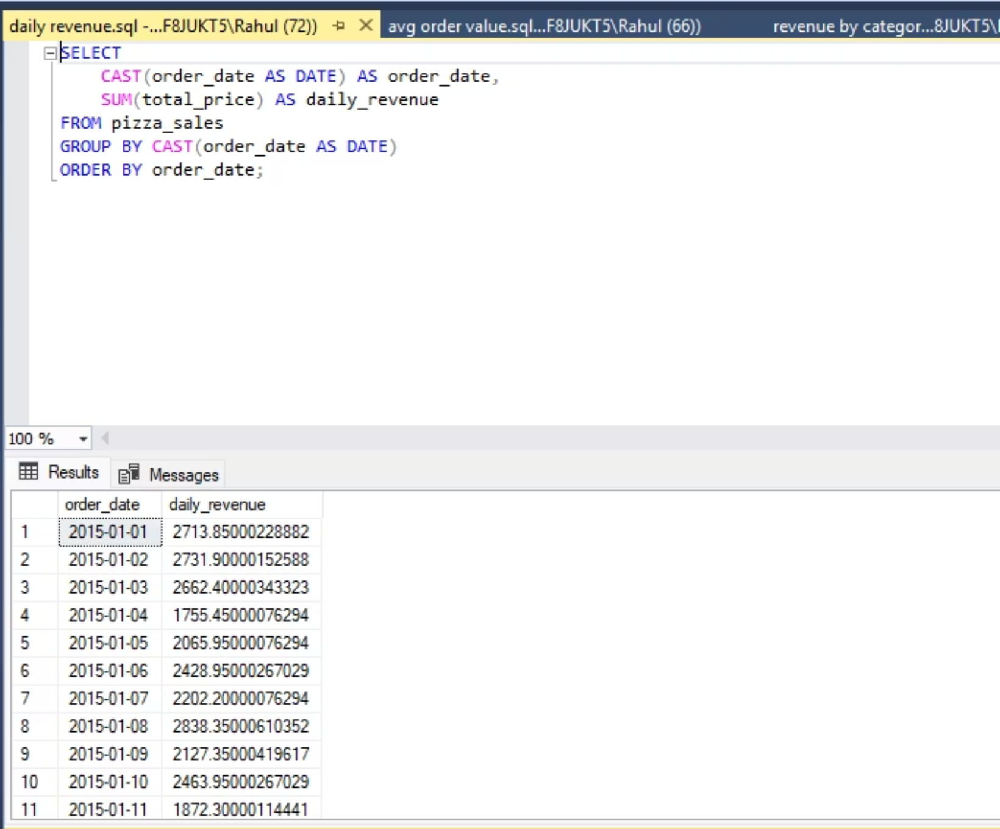 daily revenue.sql -...F8JUKT5\Rahul (72)) avg order value.sql...F8JUKT5\Rahul (66)) revenue by categor...8JUKT5\
SELECT
CAST(order_date AS DATE) AS order_date,
SUM(total_price) AS daily_revenue
FROM pizza_sales
GROUP BY CAST(order_date AS DATE)
ORDER BY order_date;
100 %
Results Messages
order_date daily_revenue
1 2015-01-01 2713.85000228882
2 2015-01-02 2731.90000152588
3 2015-01-03 2662.40000343323
4 2015-01-04 1755.45000076294
5 2015-01-05 2065.95000076294
6 2015-01-06 2428.95000267029
7 2015-01-07 2202.20000076294
8 2015-01-08 2838.35000610352
9 2015-01-09 2127.35000419617
10 2015-01-10 2463.95000267029
11 2015-01-11 1872.30000114441